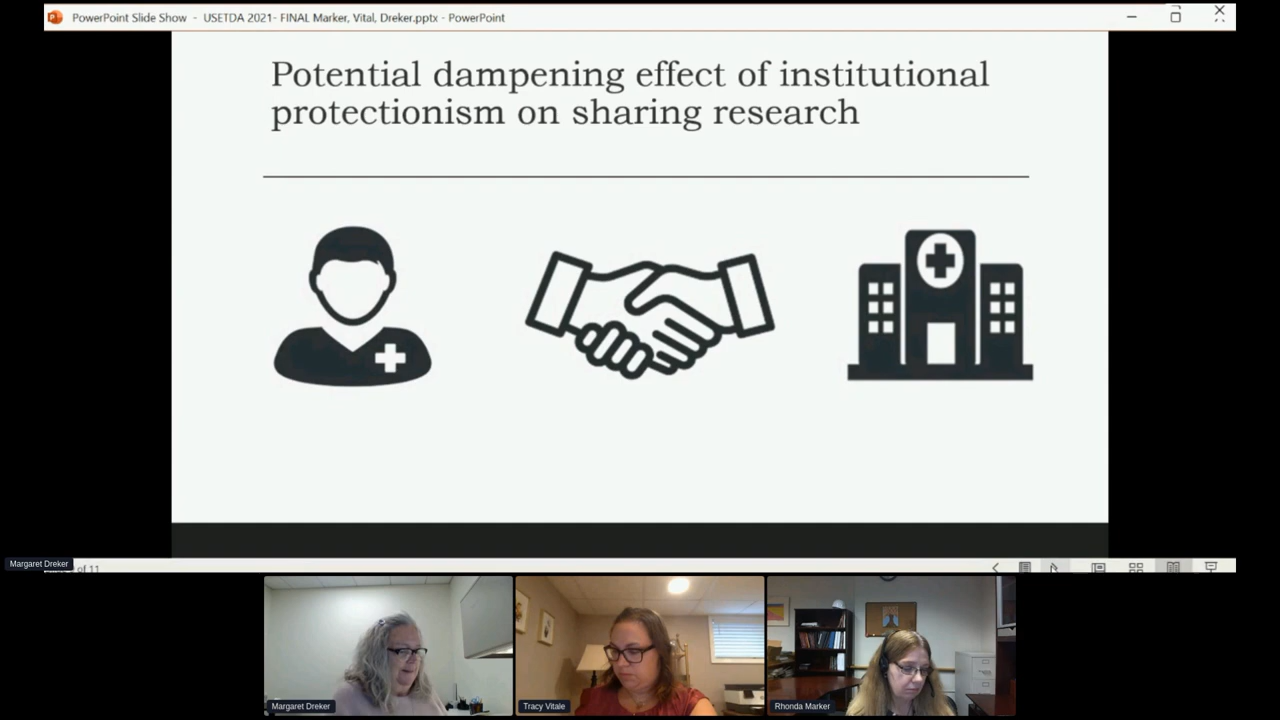 PowerPoint Slide Show - USETDA 2021- FINAL Marker, Vital, Dreker.pptx - PowerPoint
Potential dampening effect of institutional
protectionism on sharing research
Margaret Dreker
of 11
Margaret Dreker
Tracy Vitale
Rhonda Marker